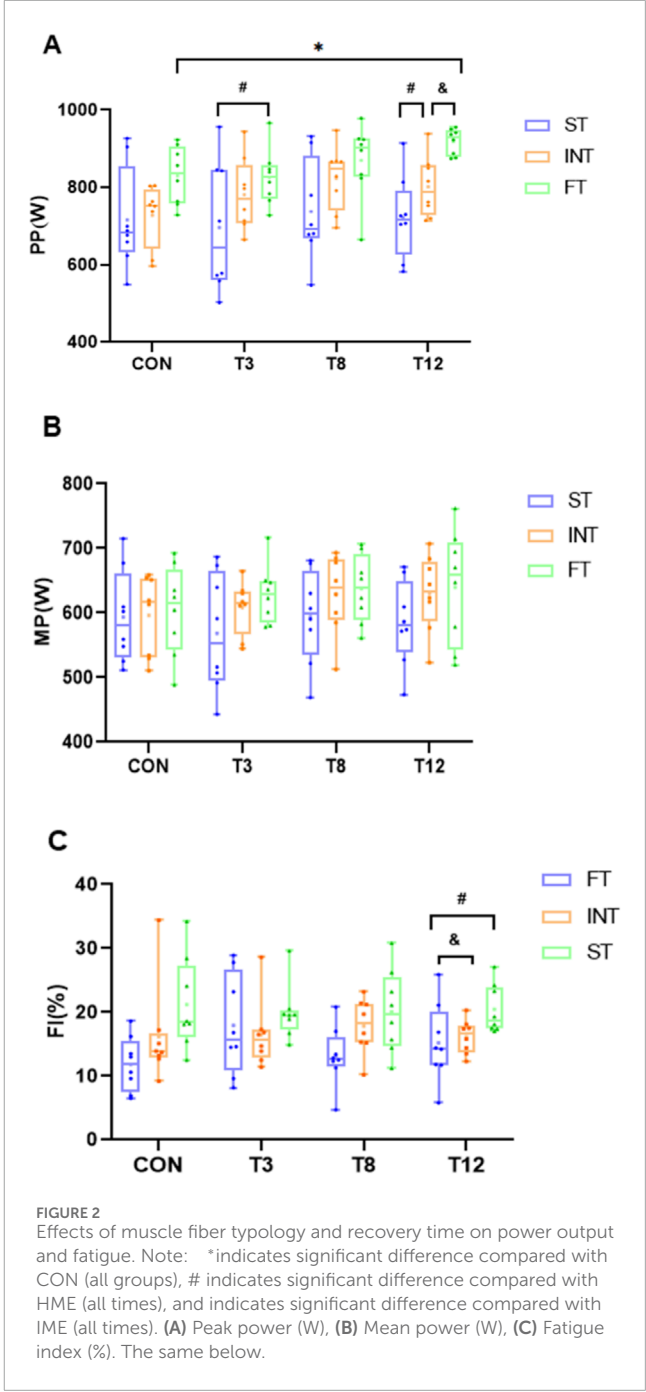 A
*
#
#
&
1000
800
600
400
PP(W)
CON T3 T8 T12
ST
INT
FT
B
800
700
600
500
400
MP(W)
CON T3 T8 T12
ST
INT
FT
C
#
&
40
30
20
10
0
FI(%)
CON T3 T8 T12
FT
INT
ST
FIGURE 2
Effects of muscle fiber typology and recovery time on power output
and fatigue. Note: *indicates significant difference compared with
CON (all groups), # indicates significant difference compared with
HME (all times), and indicates significant difference compared with
IME (all times). (A) Peak power (W), (B) Mean power (W), (C) Fatigue
index (%). The same below.